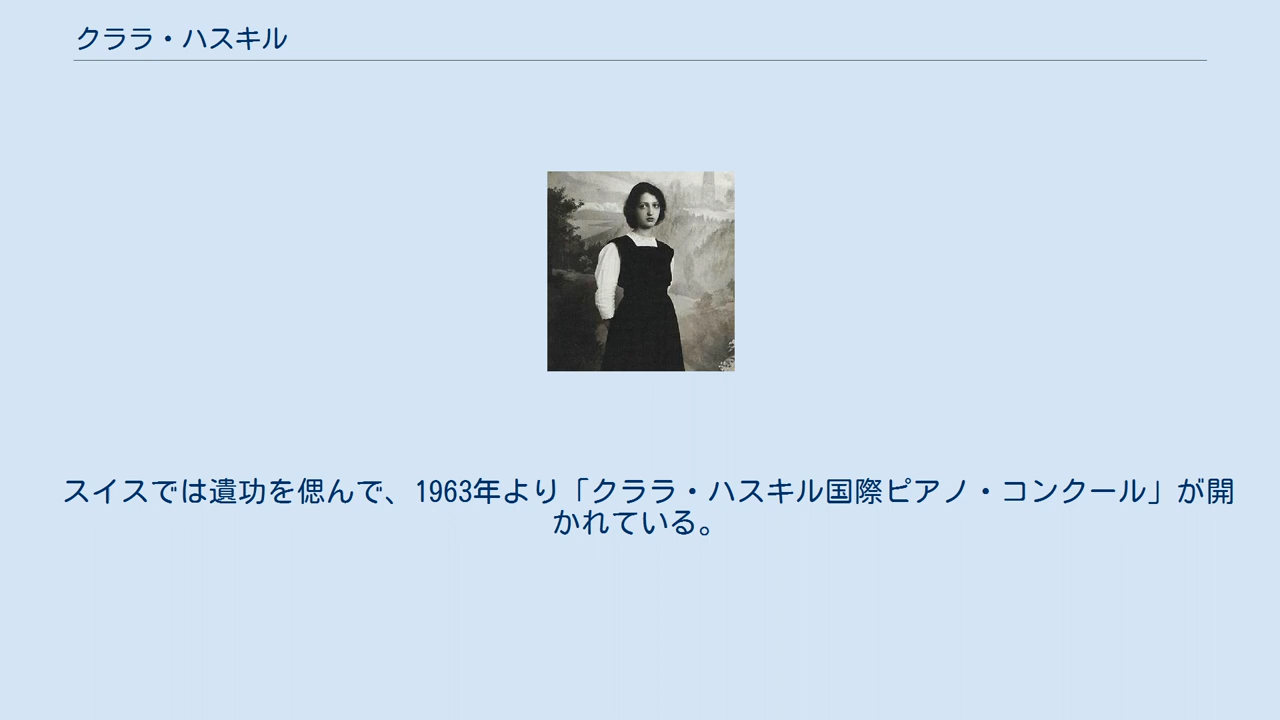 クララ・ハスキル
スイスでは遺功を偲んで、1963年より「クララ・ハスキル国際ピアノ・コンクール」が開
かれている。